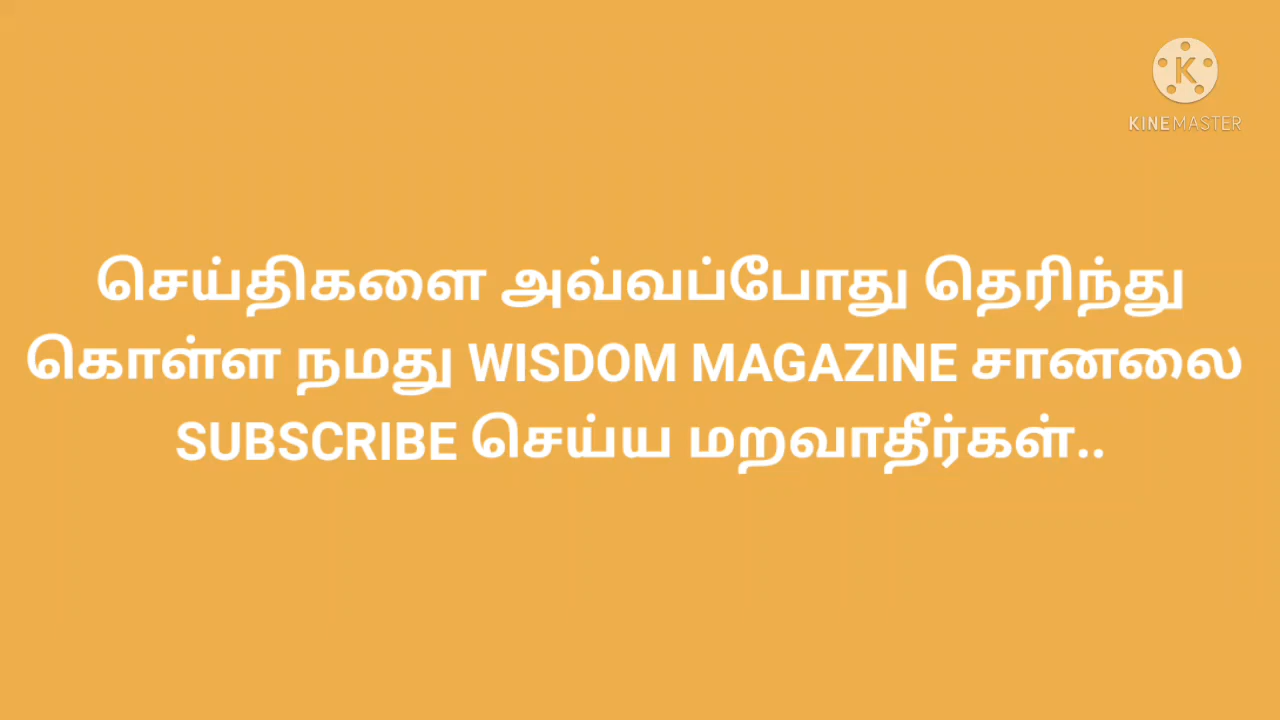 K
KINEMASTER
செய்திகளை அவ்வப்போது தெரிந்து
கொள்ள நமது WISDOM MAGAZINE சானலை
SUBSCRIBE செய்ய மறவாதீர்கள்..